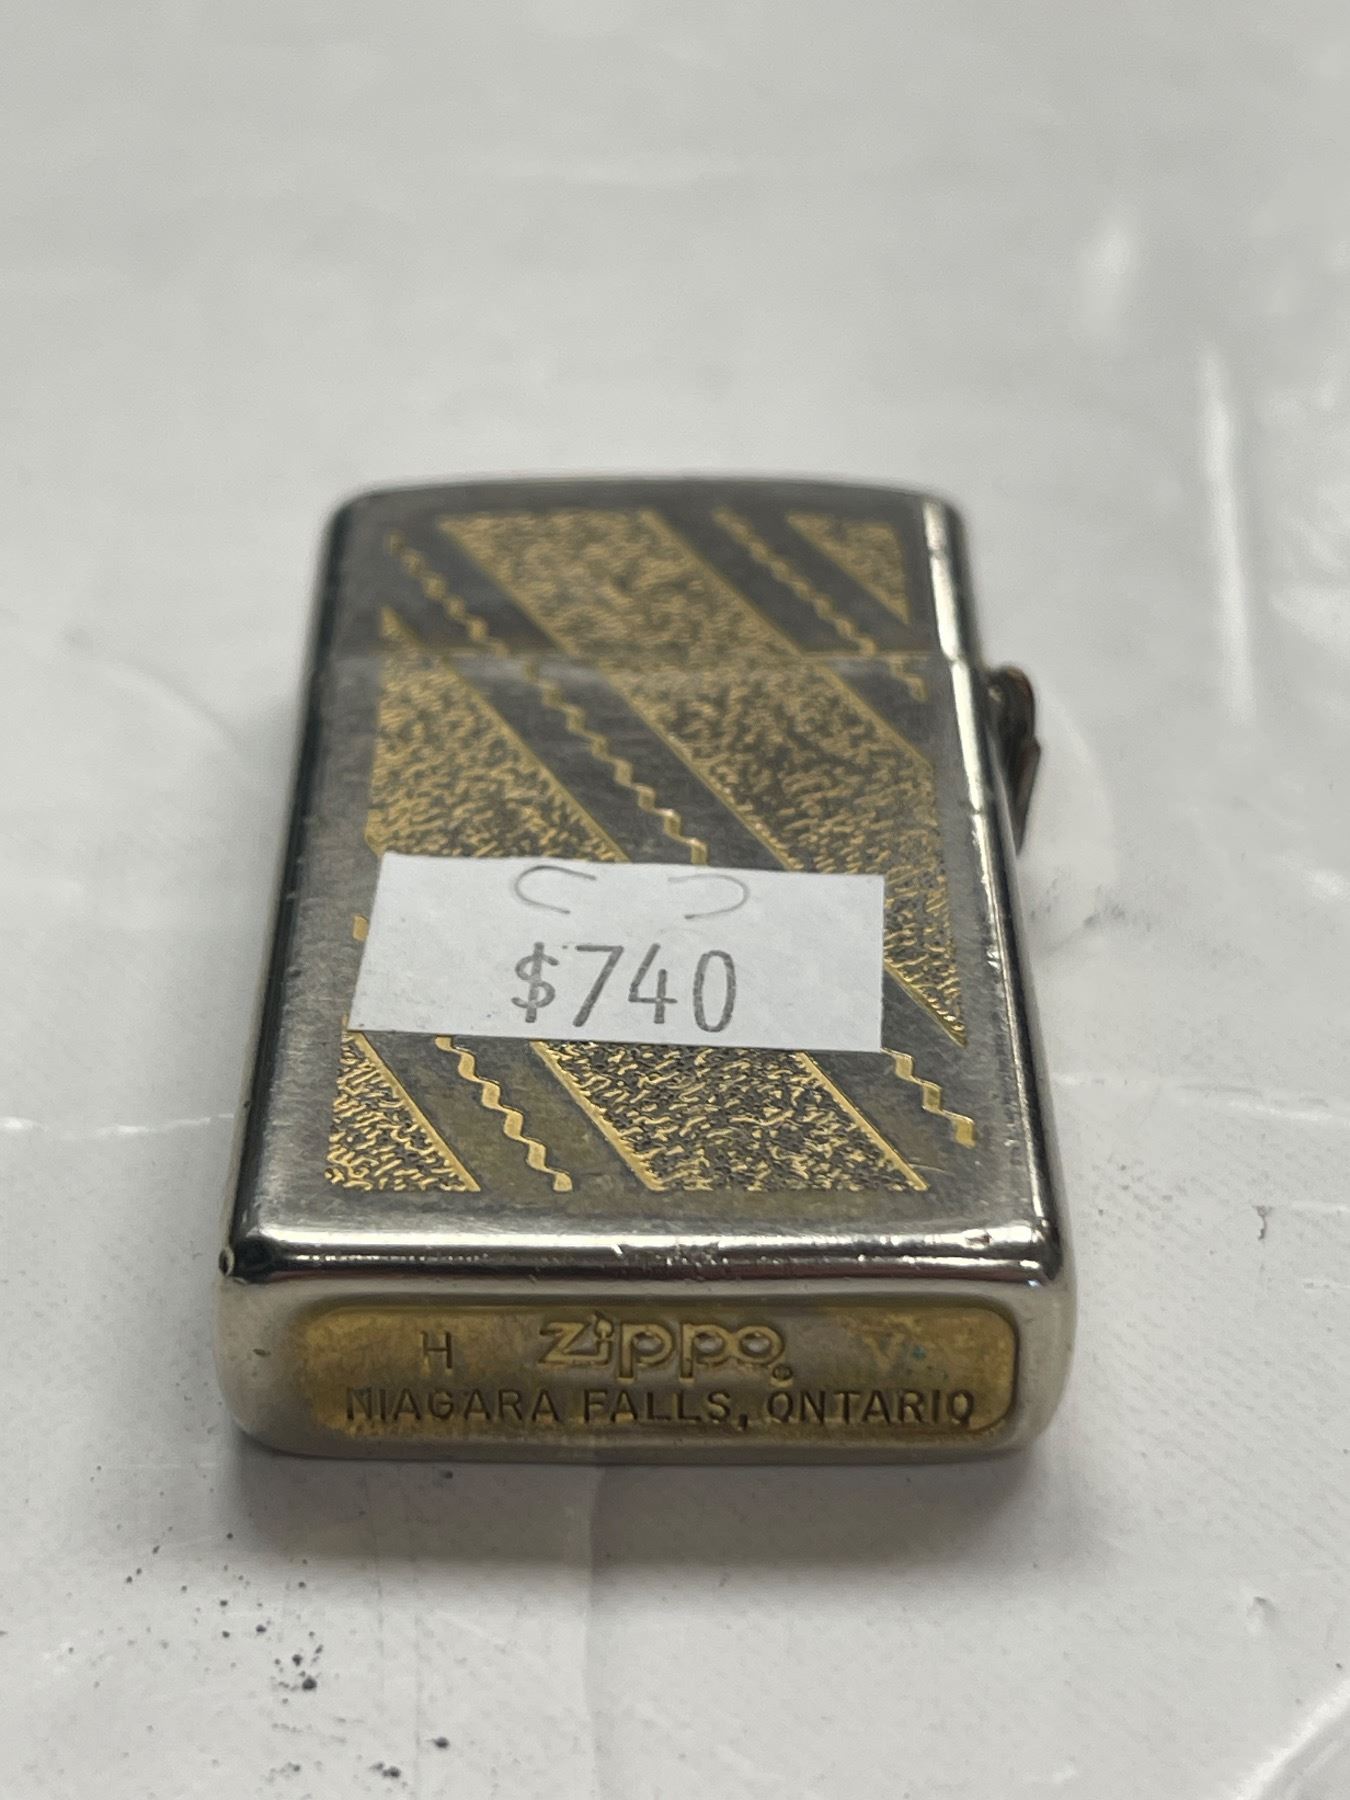 $740
H zippo ® V
NIAGARA FALLS, ONTARIO